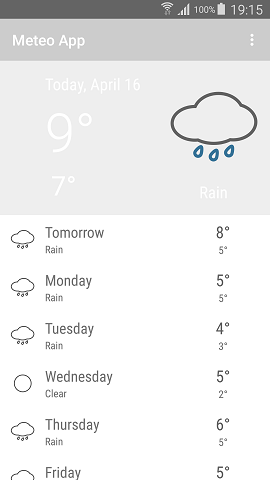 100% 19:15
Meteo App
Today, April 16
9°
7°
Rain
Tomorrow 8°
Rain 5°
Monday 5°
Rain 5°
Tuesday 4°
Rain 3°
Wednesday 5°
Clear 2°
Thursday 6°
Rain 5°
Friday 5°